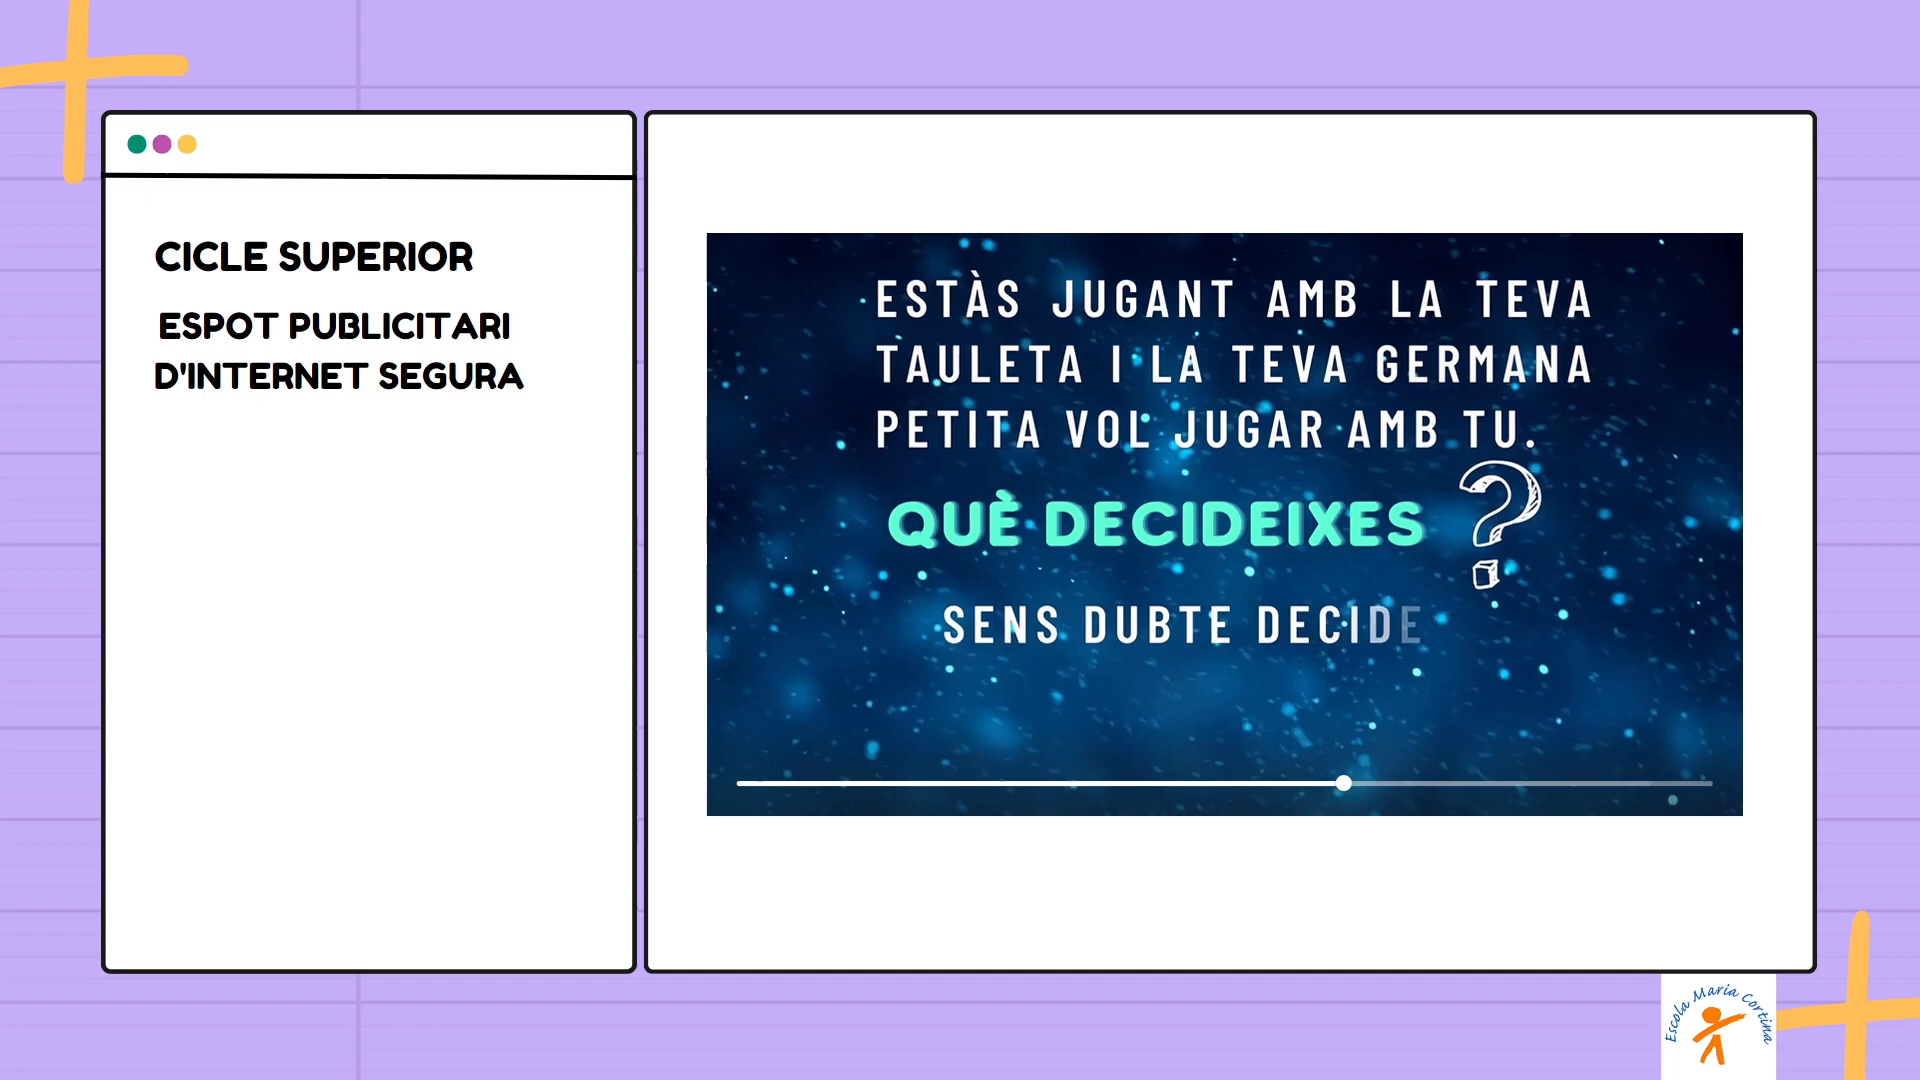 CICLE SUPERIOR
ESPOT PUBLICITARI
D'INTERNET SEGURA
ESTÀS JUGANT AMB LA TEVA
TAULETA I LA TEVA GERMANA
PETITA VOL JUGAR AMB TU.
QUÈ DECIDEIXES ?
SENS DUBTE DECIDE
Escola Maria Cortina